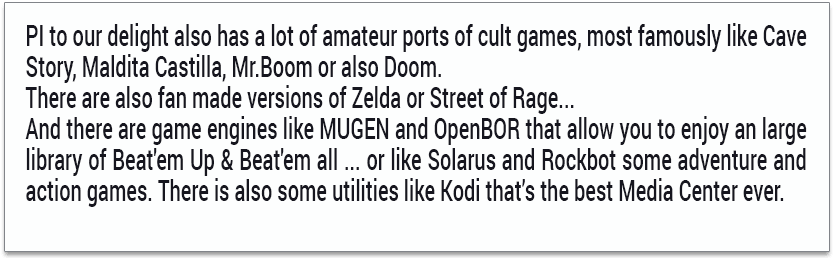 PI to our delight also has a lot of amateur ports of cult games, most famously like Cave
Story, Maldita Castilla, Mr.Boom or also Doom.
There are also fan made versions of Zelda or Street of Rage...
And there are game engines like MUGEN and OpenBOR that allow you to enjoy an large
library of Beat'em Up & Beat'em all ... or like Solarus and Rockbot some adventure and
action games. There is also some utilities like Kodi that’s the best Media Center ever.